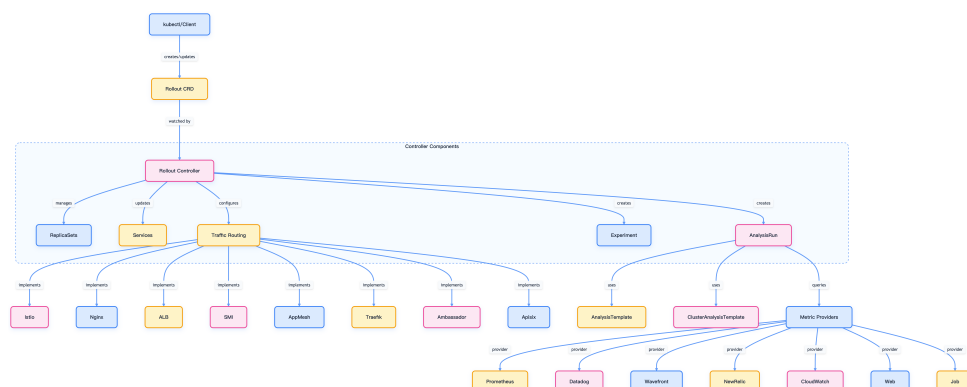 kubectl/Client
creates/updates
Rollout CRD
watched by
Controller Components
Rollout Controller
manages
updates
configures
creates
creates
ReplicaSets
Services
Traffic Routing
Experiment
AnalysisRun
implements
implements
implements
implements
implements
implements
implements
implements
uses
uses
queries
Istio
Nginx
ALB
SMI
AppMesh
Traefik
Ambassador
Apisix
AnalysisTemplate
ClusterAnalysisTemplate
Metric Providers
provider
provider
provider
provider
provider
provider
provider
Prometheus
Datadog
Wavefront
NewRelic
CloudWatch
Web
Job